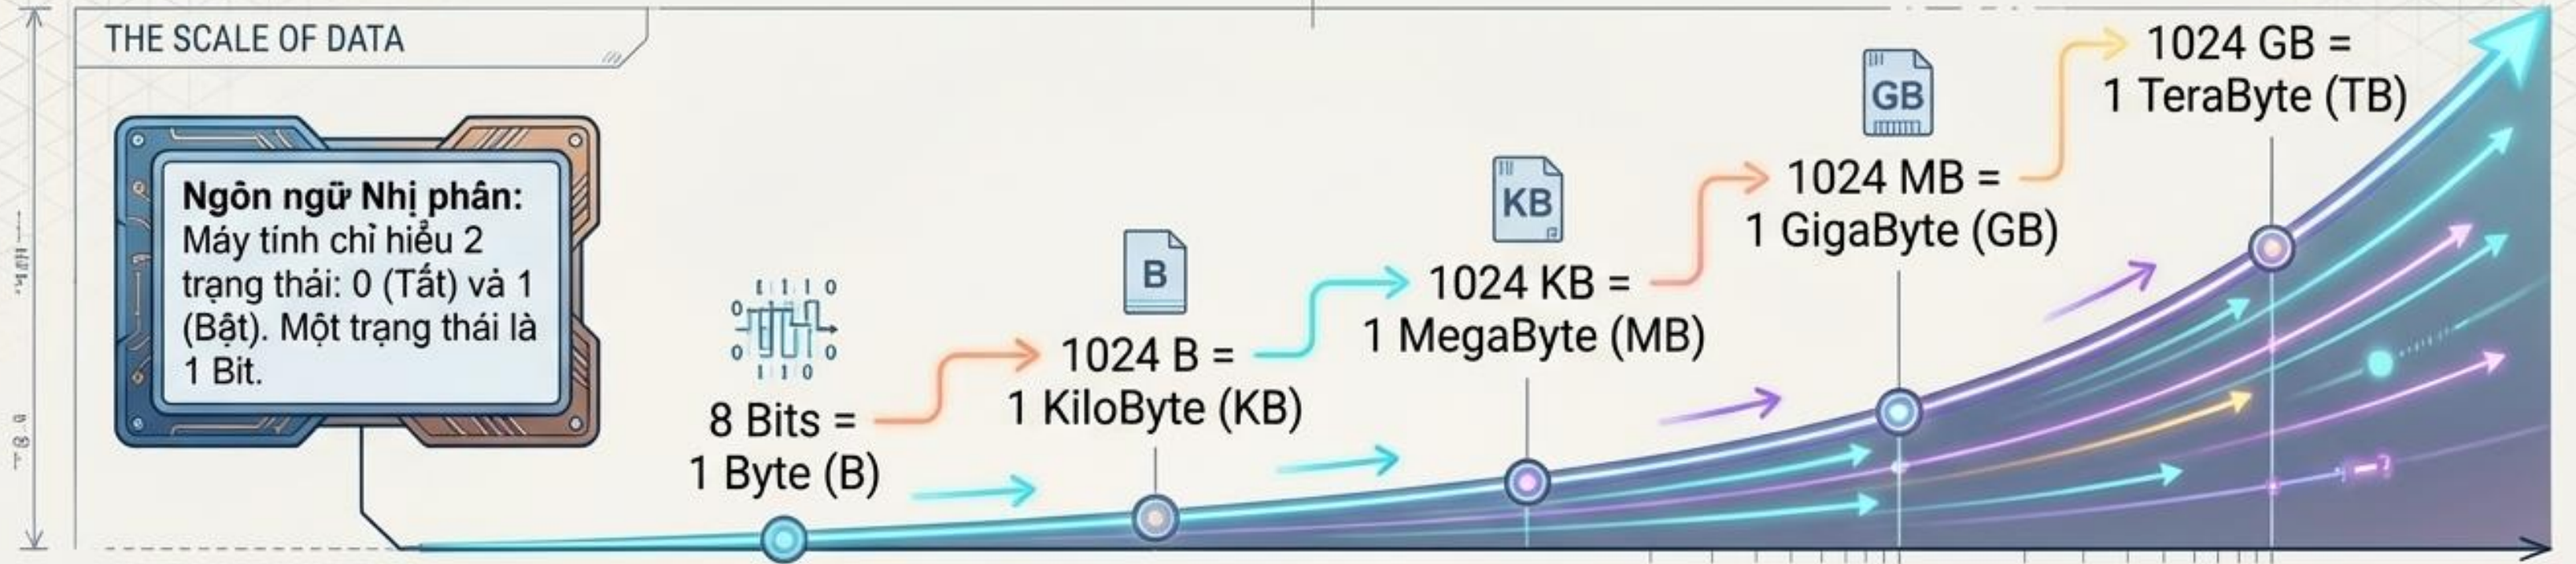 THE SCALE OF DATA
Ngôn ngữ Nhị phân:
Máy tính chỉ hiểu 2
trạng thái: 0 (Tắt) và 1
(Bật). Một trạng thái là
1 Bit.
8 Bits =
1 Byte (B)
B
1024 B =
1 KiloByte (KB)
KB
1024 KB =
1 MegaByte (MB)
GB
1024 MB =
1 GigaByte (GB)
1024 GB =
1 TeraByte (TB)